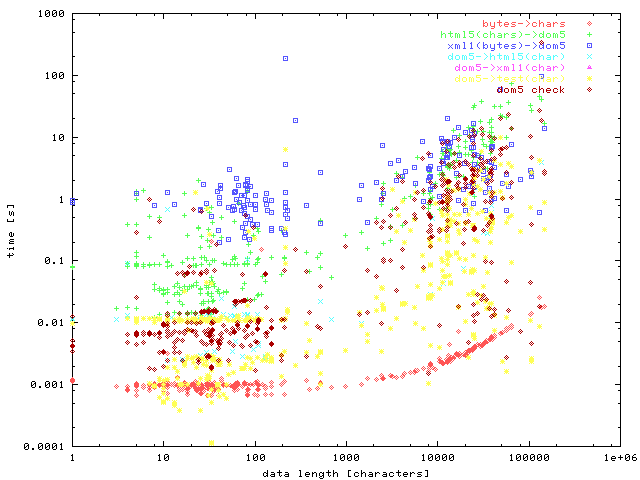 1000
100
10
1
0.1
0.01
0.001
0.0001
time [s]
bytes->chars
html5(chars)->dom5
xml1(bytes)->dom5
dom5->html5(char)
dom5->xml1(char)
dom5 check
1 10 100 1000 10000 100000 1e+06
data length [characters]